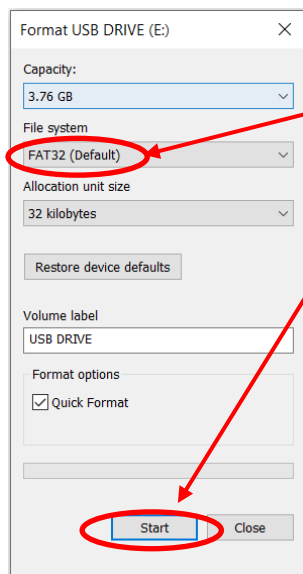 Format USB DRIVE (E:)
Capacity:
3.76 GB
File system
FAT32 (Default)
Allocation unit size
32 kilobytes
Restore device defaults
Volume label
USB DRIVE
Format options
Quick Format
Start Close